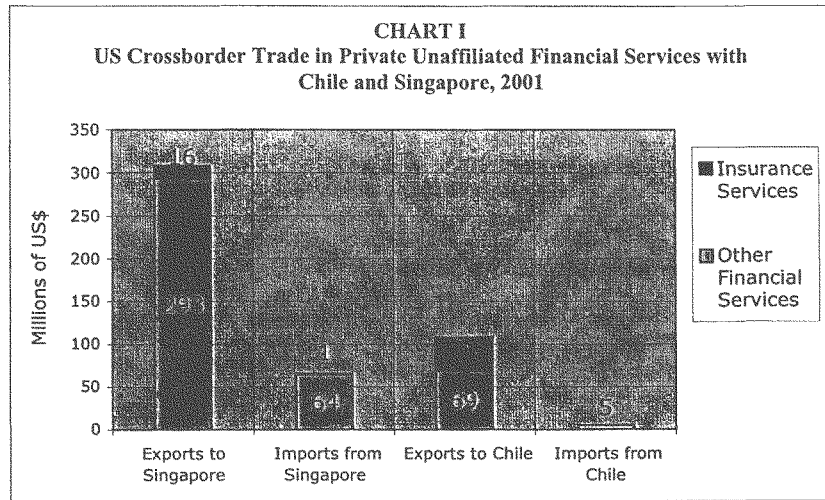 CHART I
US Crossborder Trade in Private Unaffiliated Financial Services with
Chile and Singapore, 2001
Millions of US$
350
300
250
200
150
100
50
0
16
293
1
64
69
5
Exports to
Singapore
Imports from
Singapore
Exports to Chile
Imports from
Chile
Insurance
Services
Other
Financial
Services